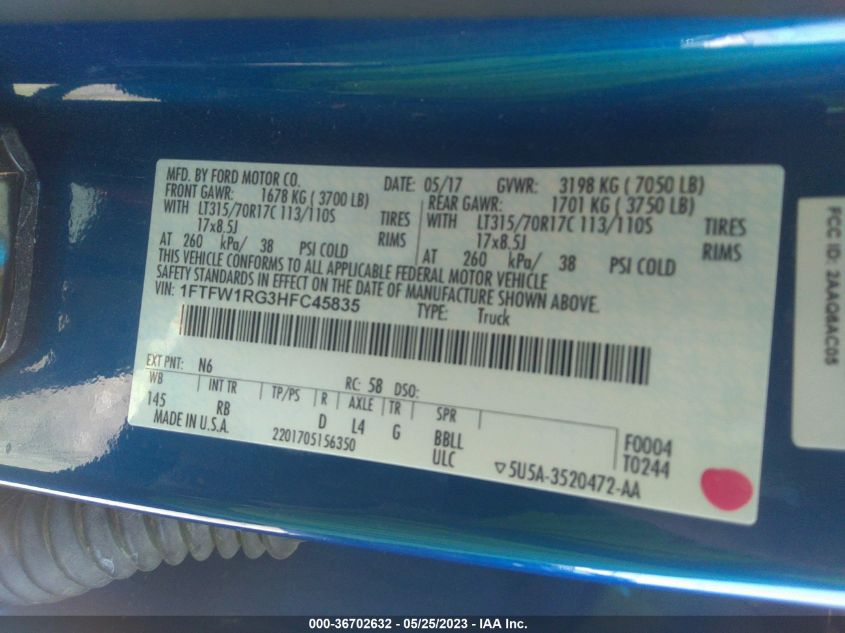 MFD. BY FORD MOTOR CO. DATE: 05/17 GVWR: 3198 KG ( 7050 LB)
FRONT GAWR: 1678 KG ( 3700 LB) REAR GAWR: 1701 KG ( 3750 LB)
WITH LT315/70R17C 113/110S TIRES WITH LT315/70R17C 113/110S TIRES
17x8.5J RIMS 17x8.5J RIMS
AT 260 kPa/ 38 PSI COLD AT 260 kPa/ 38 PSI COLD
THIS VEHICLE CONFORMS TO ALL APPLICABLE FEDERAL MOTOR VEHICLE
SAFETY STANDARDS IN EFFECT ON THE DATE OF MANUFACTURE SHOWN ABOVE.
VIN: 1FTFW1RG3HFC45835 TYPE: Truck
EXT PNT: N6 RC: 58 DSO:
WB INT TR TP/PS R AXLE TR SPR
145 RB D L4 G BBLL F0004
MADE IN U.S.A. 2201705156350 ULC T0244
▽5U5A-3520472-AA
FCC ID: 2AAQ8AC05
000-36702632 - 05/25/2023 - IAA Inc.